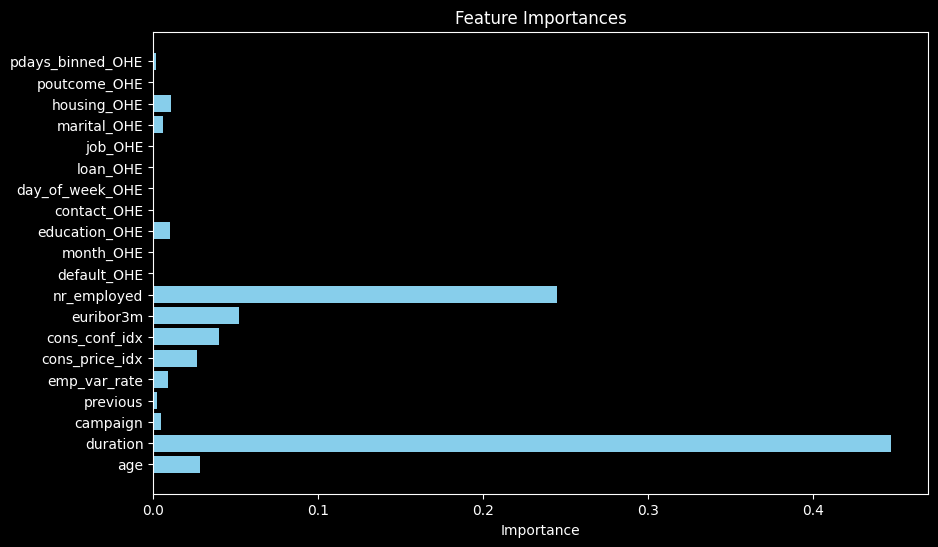 Feature Importances
pdays_binned_OHE
poutcome_OHE
housing_OHE
marital_OHE
job_OHE
loan_OHE
day_of_week_OHE
contact_OHE
education_OHE
month_OHE
default_OHE
nr_employed
euribor3m
cons_conf_idx
cons_price_idx
emp_var_rate
previous
campaign
duration
age
0.0 0.1 0.2 0.3 0.4
Importance